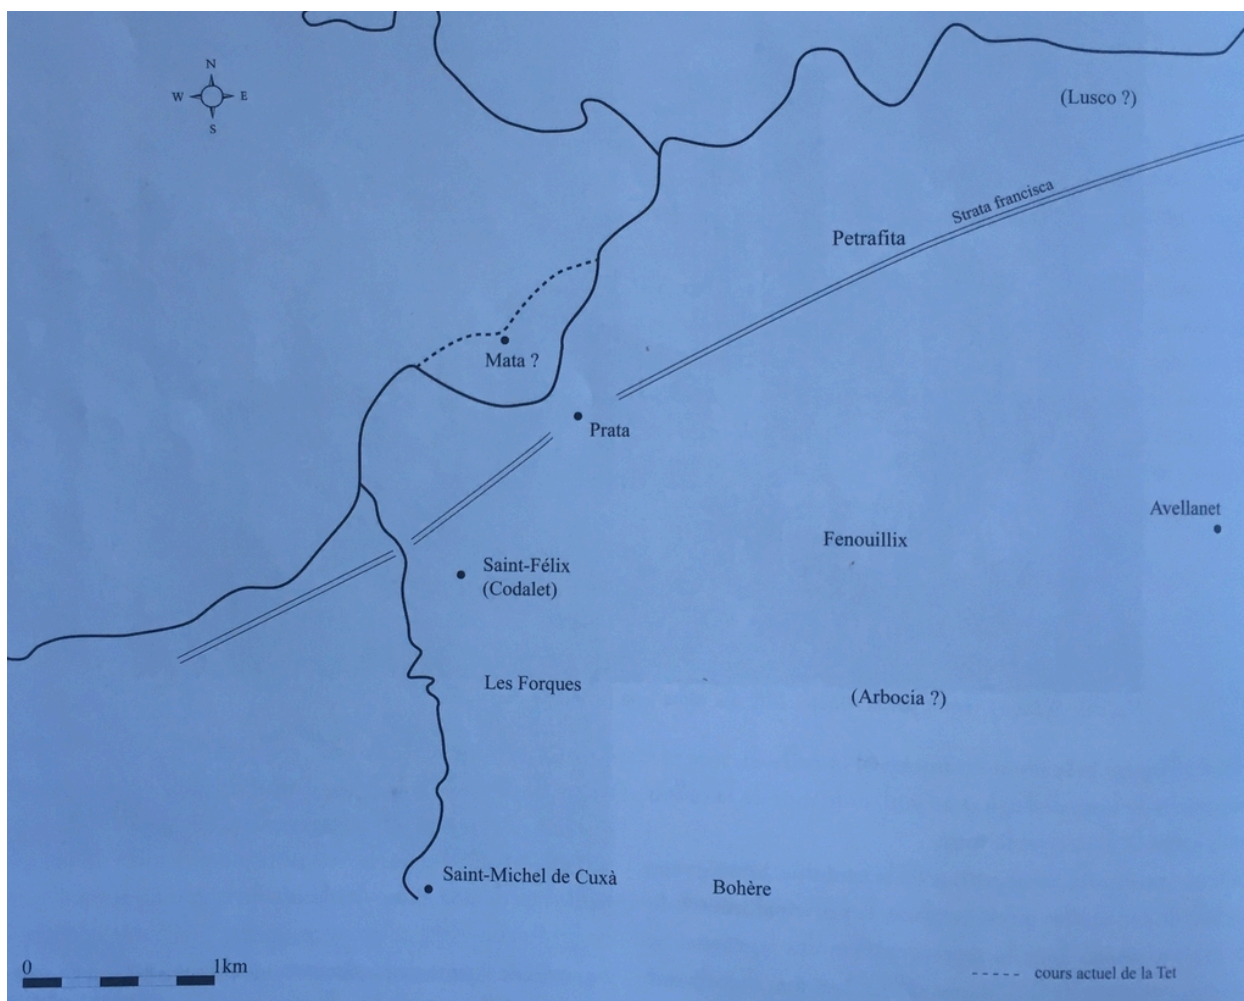 N
W E
S
(Lusco ?)
Strata francisca
Petrafita
Mata ?
Prata
Avellanet
Fenouillix
Saint-Félix
(Codalet)
Les Forques
(Arbocia ?)
Saint-Michel de Cuxà
Bohère
0 1km
cours actuel de la Tet